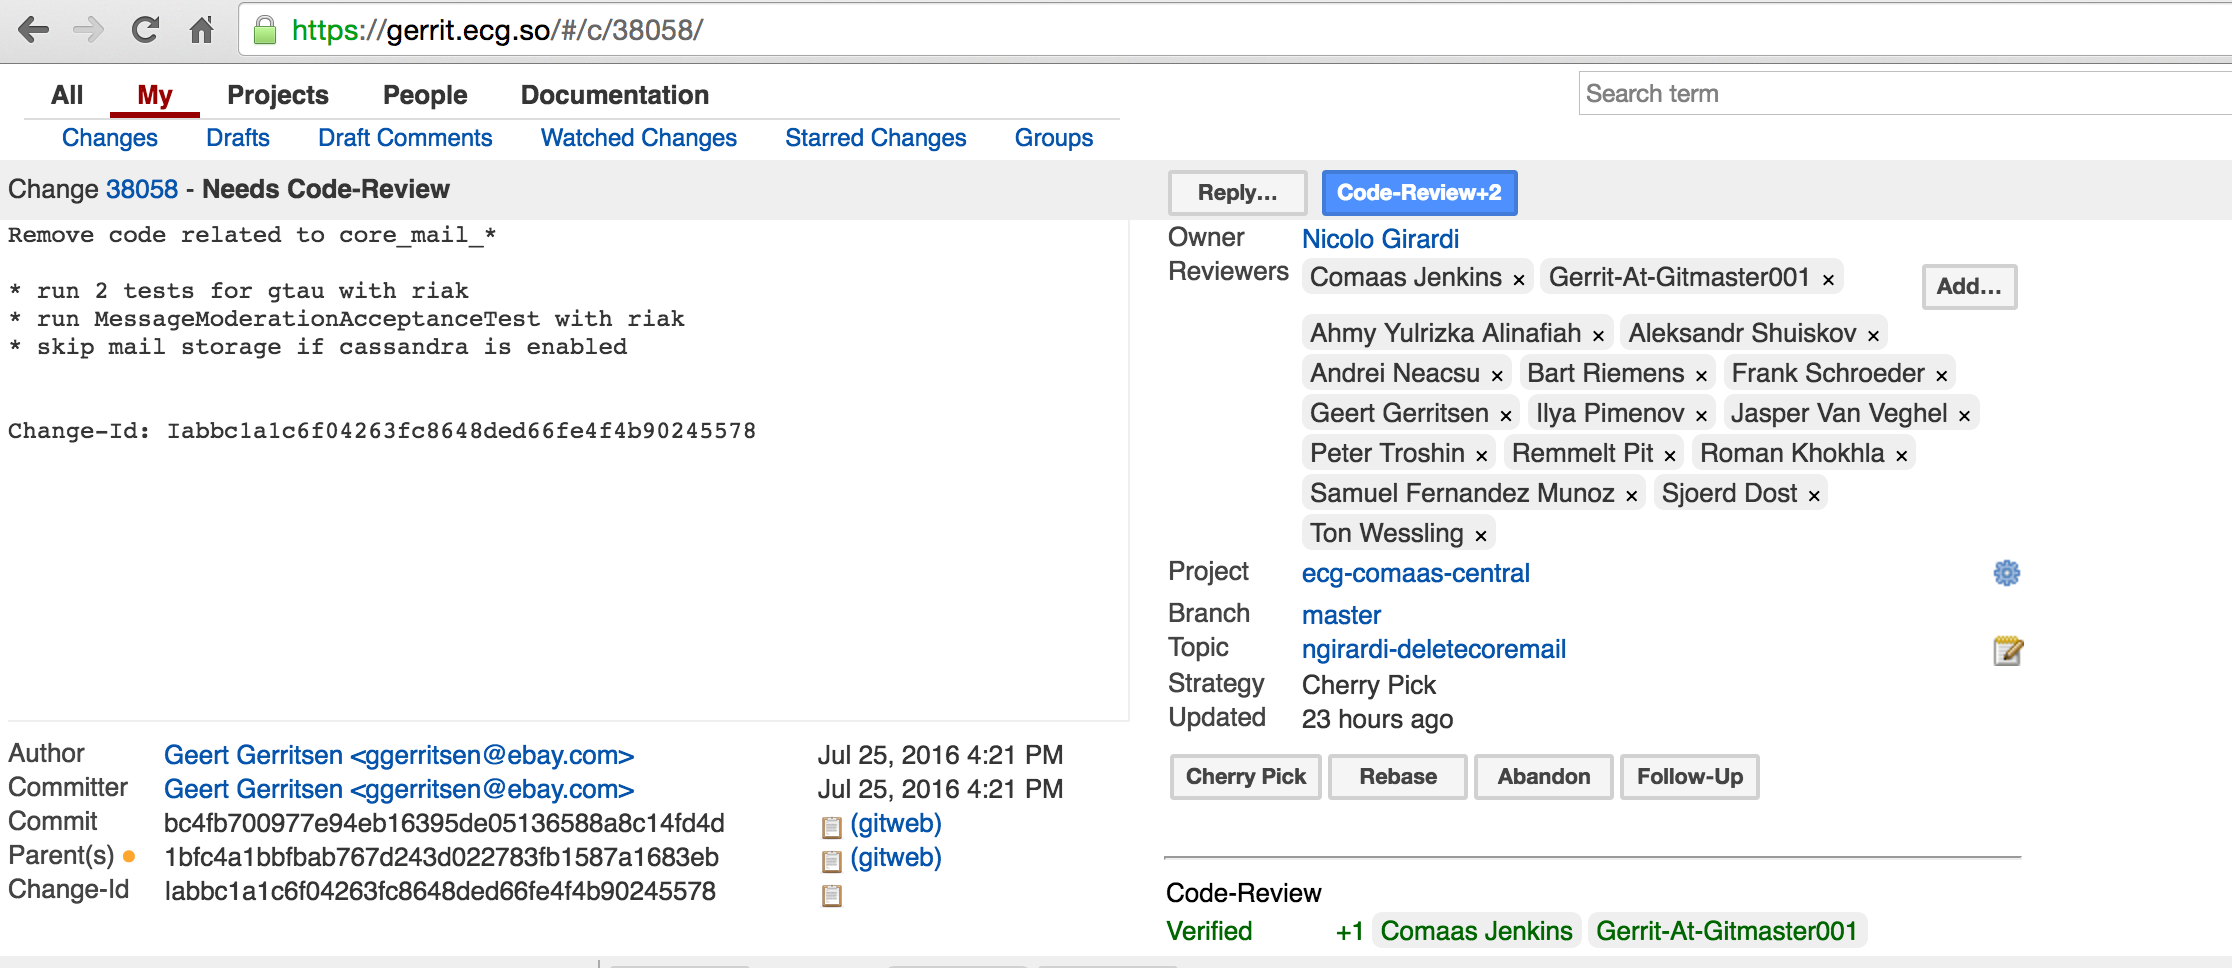 https://gerrit.ecg.so/#/c/38058/
All My Projects People Documentation
Search term
Changes Drafts Draft Comments Watched Changes Starred Changes Groups
Change 38058 - Needs Code-Review
Reply... Code-Review+2
Remove code related to core_mail_*
* run 2 tests for gtau with riak
* run MessageModerationAcceptanceTest with riak
* skip mail storage if cassandra is enabled
Change-Id: Iabbc1a1c6f04263fc8648ded66fe4f4b90245578
Owner Nicolo Girardi
Reviewers Comaas Jenkins × Gerrit-At-Gitmaster001 × Add...
Ahmy Yulrizka Alinafiah × Aleksandr Shuiskov ×
Andrei Neacsu × Bart Riemens × Frank Schroeder ×
Geert Gerritsen × Ilya Pimenov × Jasper Van Veghel ×
Peter Troshin × Remmelt Pit × Roman Khokhla ×
Samuel Fernandez Munoz × Sjoerd Dost ×
Ton Wessling ×
Project ecg-comaas-central
Branch master
Topic ngirardi-deletecoremail
Strategy Cherry Pick
Updated 23 hours ago
Cherry Pick Rebase Abandon Follow-Up
Author Geert Gerritsen <ggerritsen@ebay.com> Jul 25, 2016 4:21 PM
Committer Geert Gerritsen <ggerritsen@ebay.com> Jul 25, 2016 4:21 PM
Commit bc4fb700977e94eb16395de05136588a8c14fd4d (gitweb)
Parent(s) 1bfc4a1bbfbab767d243d022783fb1587a1683eb (gitweb)
Change-Id Iabbc1a1c6f04263fc8648ded66fe4f4b90245578
Code-Review
Verified +1 Comaas Jenkins Gerrit-At-Gitmaster001